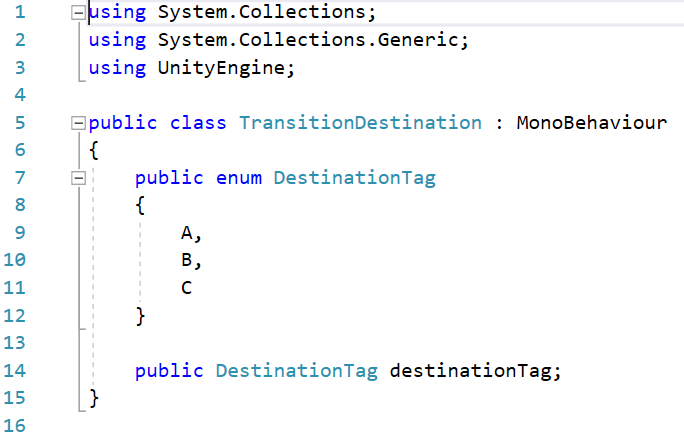 1 using System.Collections;
2 using System.Collections.Generic;
3 using UnityEngine;
4
5 public class TransitionDestination : MonoBehaviour
6 {
7     public enum DestinationTag
8     {
9         A,
10         B,
11         C
12     }
13
14     public DestinationTag destinationTag;
15 }
16